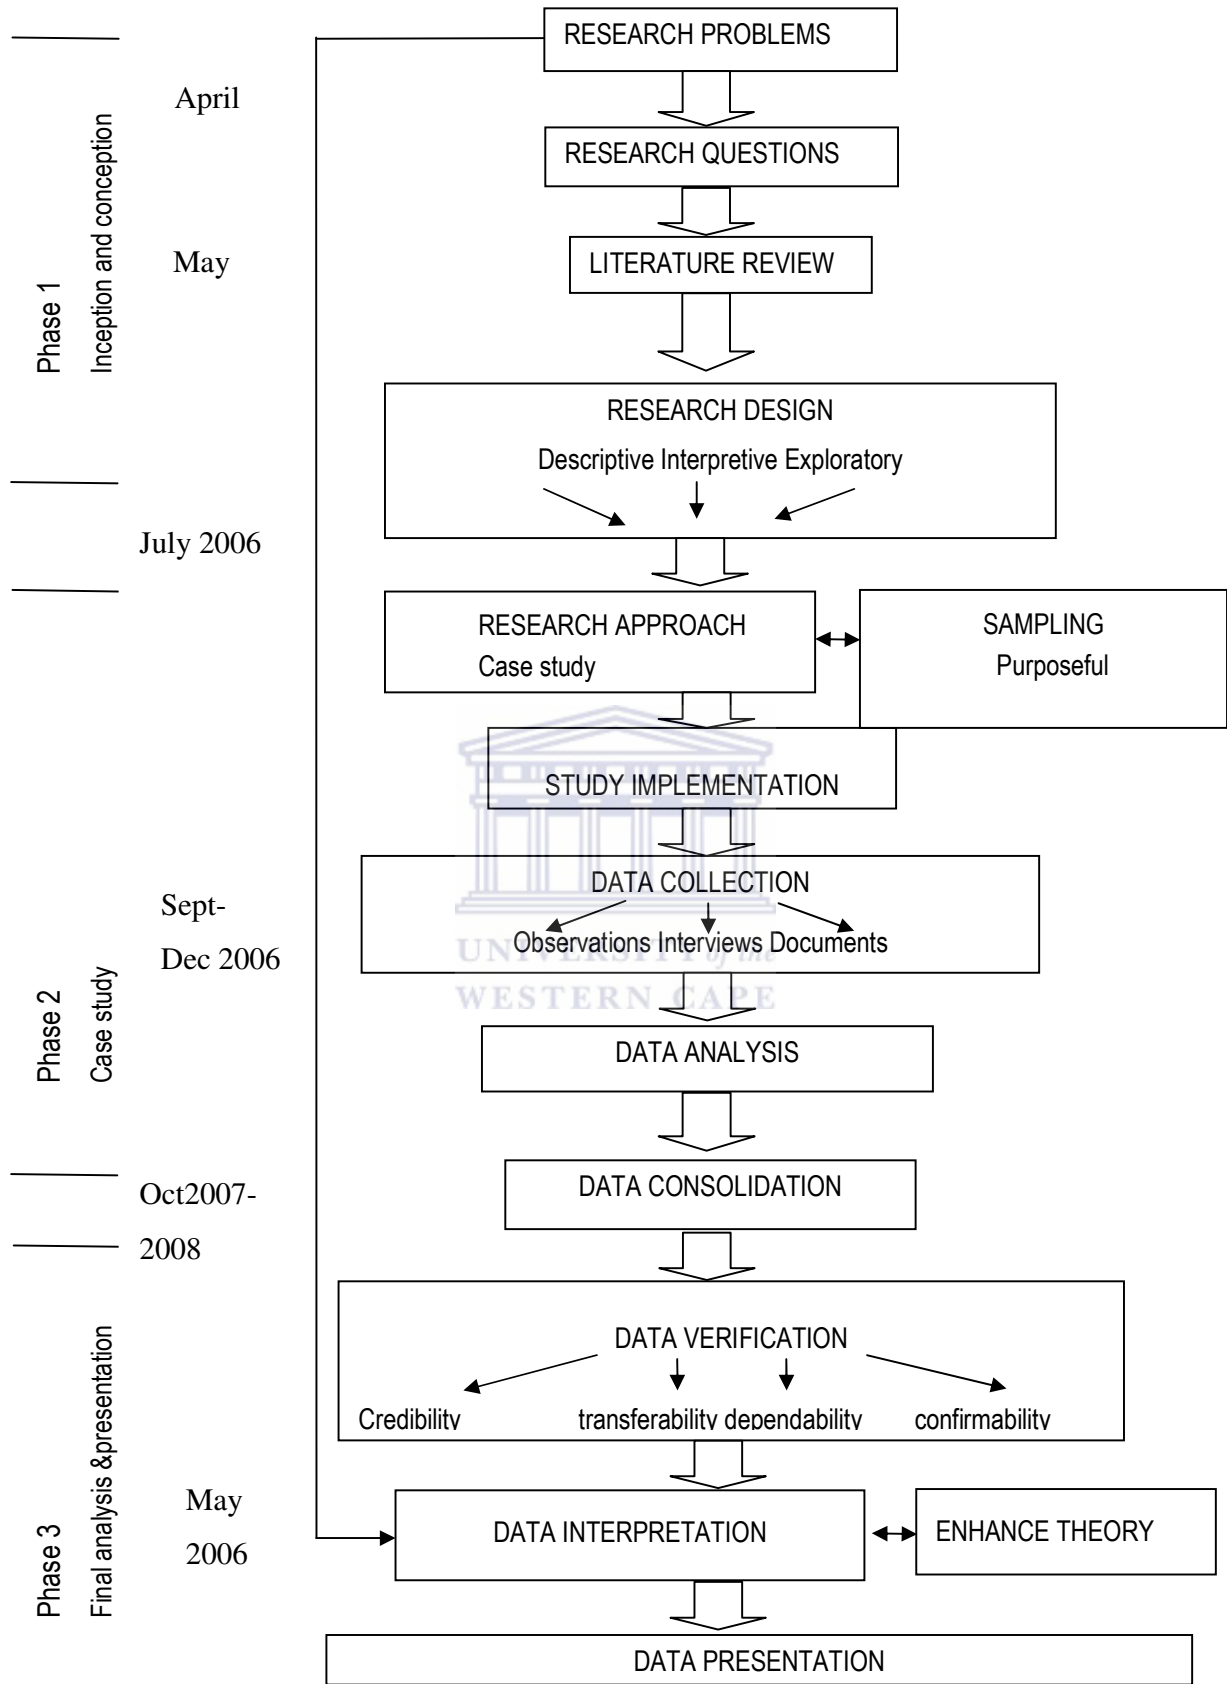 RESEARCH PROBLEMS
April
RESEARCH QUESTIONS
May
LITERATURE REVIEW
Phase 1
Inception and conception
RESEARCH DESIGN
Descriptive Interpretive Exploratory
July 2006
RESEARCH APPROACH
Case study
SAMPLING
Purposeful
STUDY IMPLEMENTATION
DATA COLLECTION
Observations Interviews Documents
Sept-
Dec 2006
UNIVERSITY of the
WESTERN CAPE
Phase 2
Case study
DATA ANALYSIS
DATA CONSOLIDATION
Oct2007-
2008
DATA VERIFICATION
Credibility transferability dependability confirmability
Phase 3
Final analysis &presentation
May
2006
DATA INTERPRETATION
ENHANCE THEORY
DATA PRESENTATION